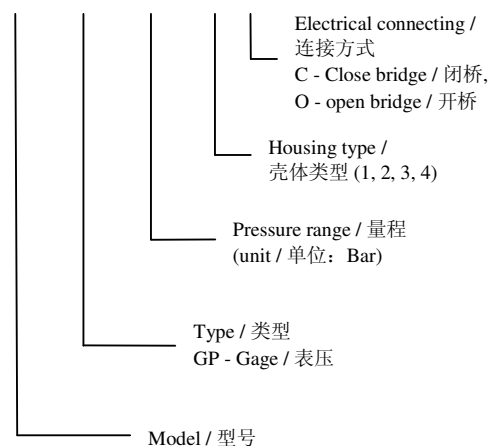 Electrical connecting /
连接方式
C - Close bridge / 闭桥,
O - open bridge / 开桥
Housing type /
壳体类型 (1, 2, 3, 4)
Pressure range / 量程
(unit / 单位：Bar)
Type / 类型
GP - Gage / 表压
Model / 型号